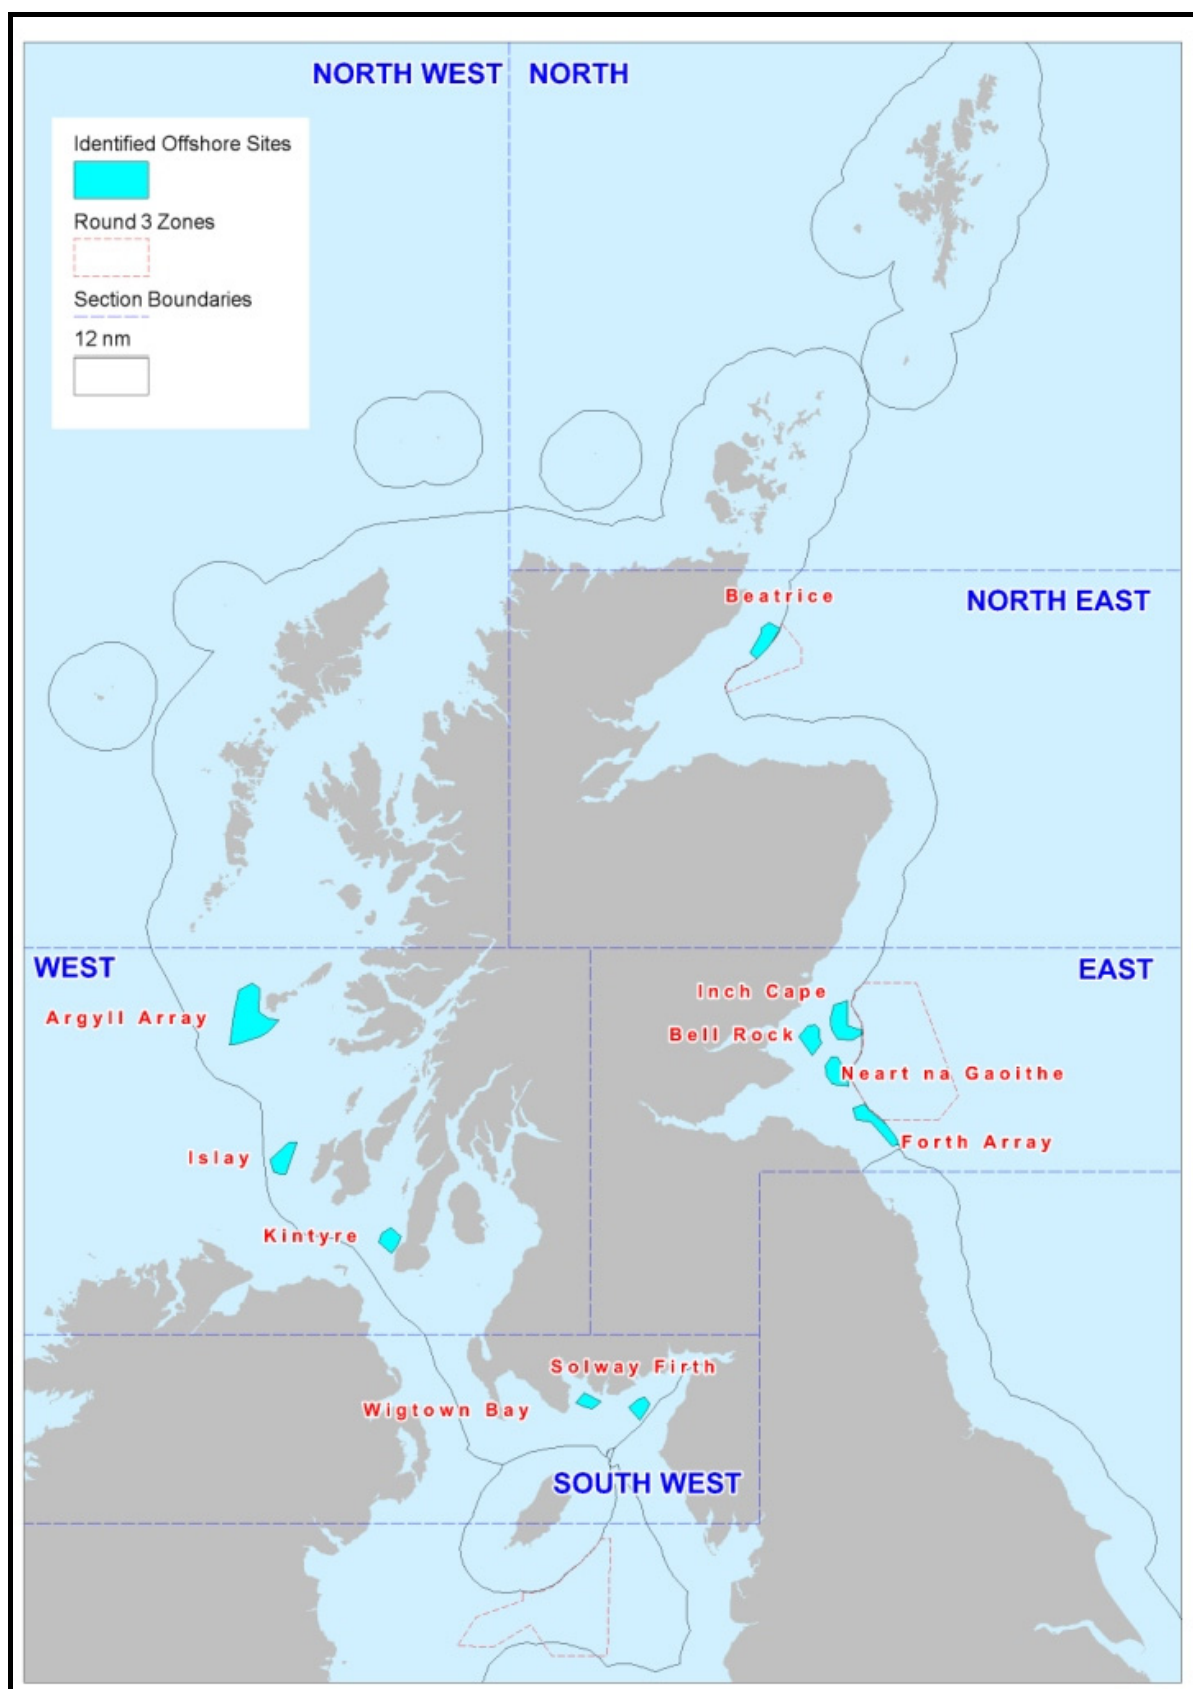 NORTH WEST
NORTH
Identified Offshore Sites
Round 3 Zones
Section Boundaries
12 nm
Beatrice
NORTH EAST
WEST
EAST
Argyll Array
Inch Cape
Bell Rock
Neart na Gaoithe
Forth Array
Islay
Kintyre
Solway Firth
Wigtown Bay
SOUTH WEST